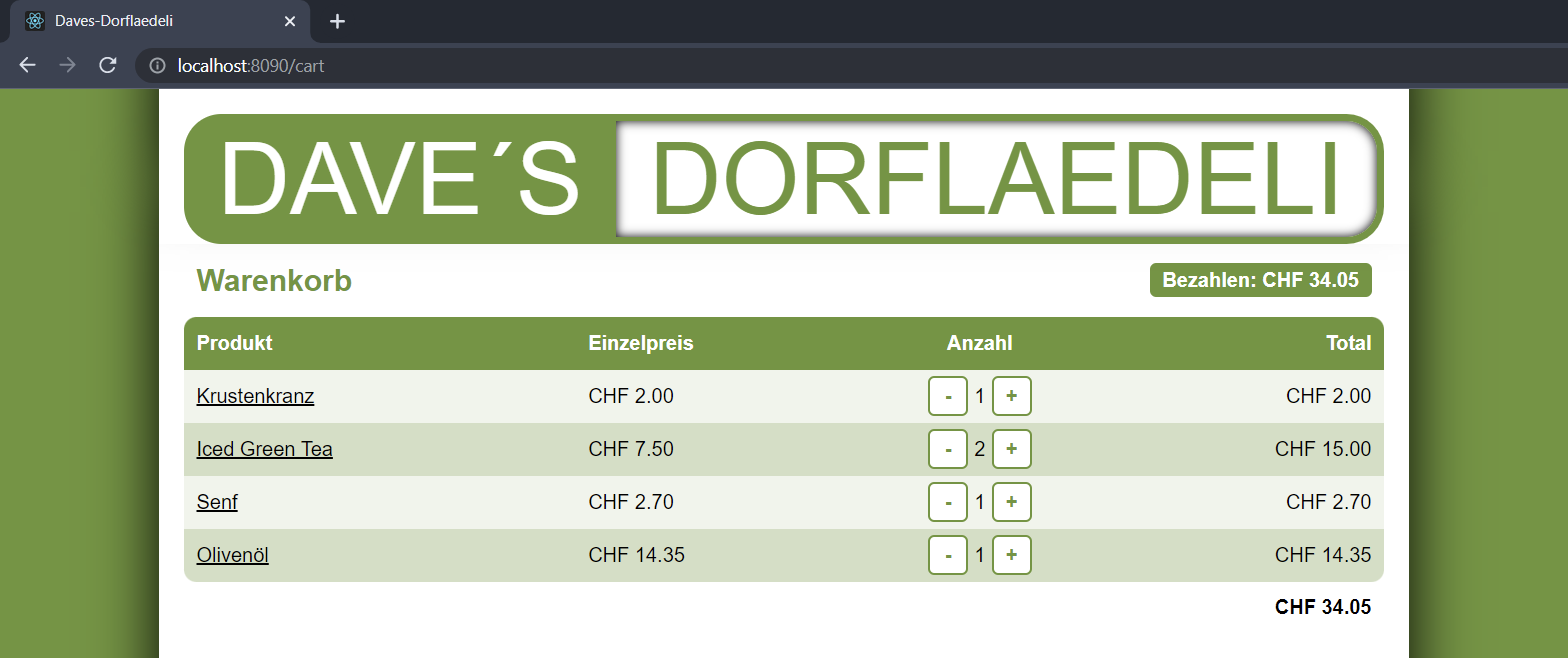 Daves-Dorflaedeli
localhost:8090/cart
DAVE´S DORFLAEDELI
Warenkorb Bezahlen: CHF 34.05
Produkt Einzelpreis Anzahl Total
Krustenkranz CHF 2.00 - 1 + CHF 2.00
Iced Green Tea CHF 7.50 - 2 + CHF 15.00
Senf CHF 2.70 - 1 + CHF 2.70
Olivenöl CHF 14.35 - 1 + CHF 14.35
CHF 34.05